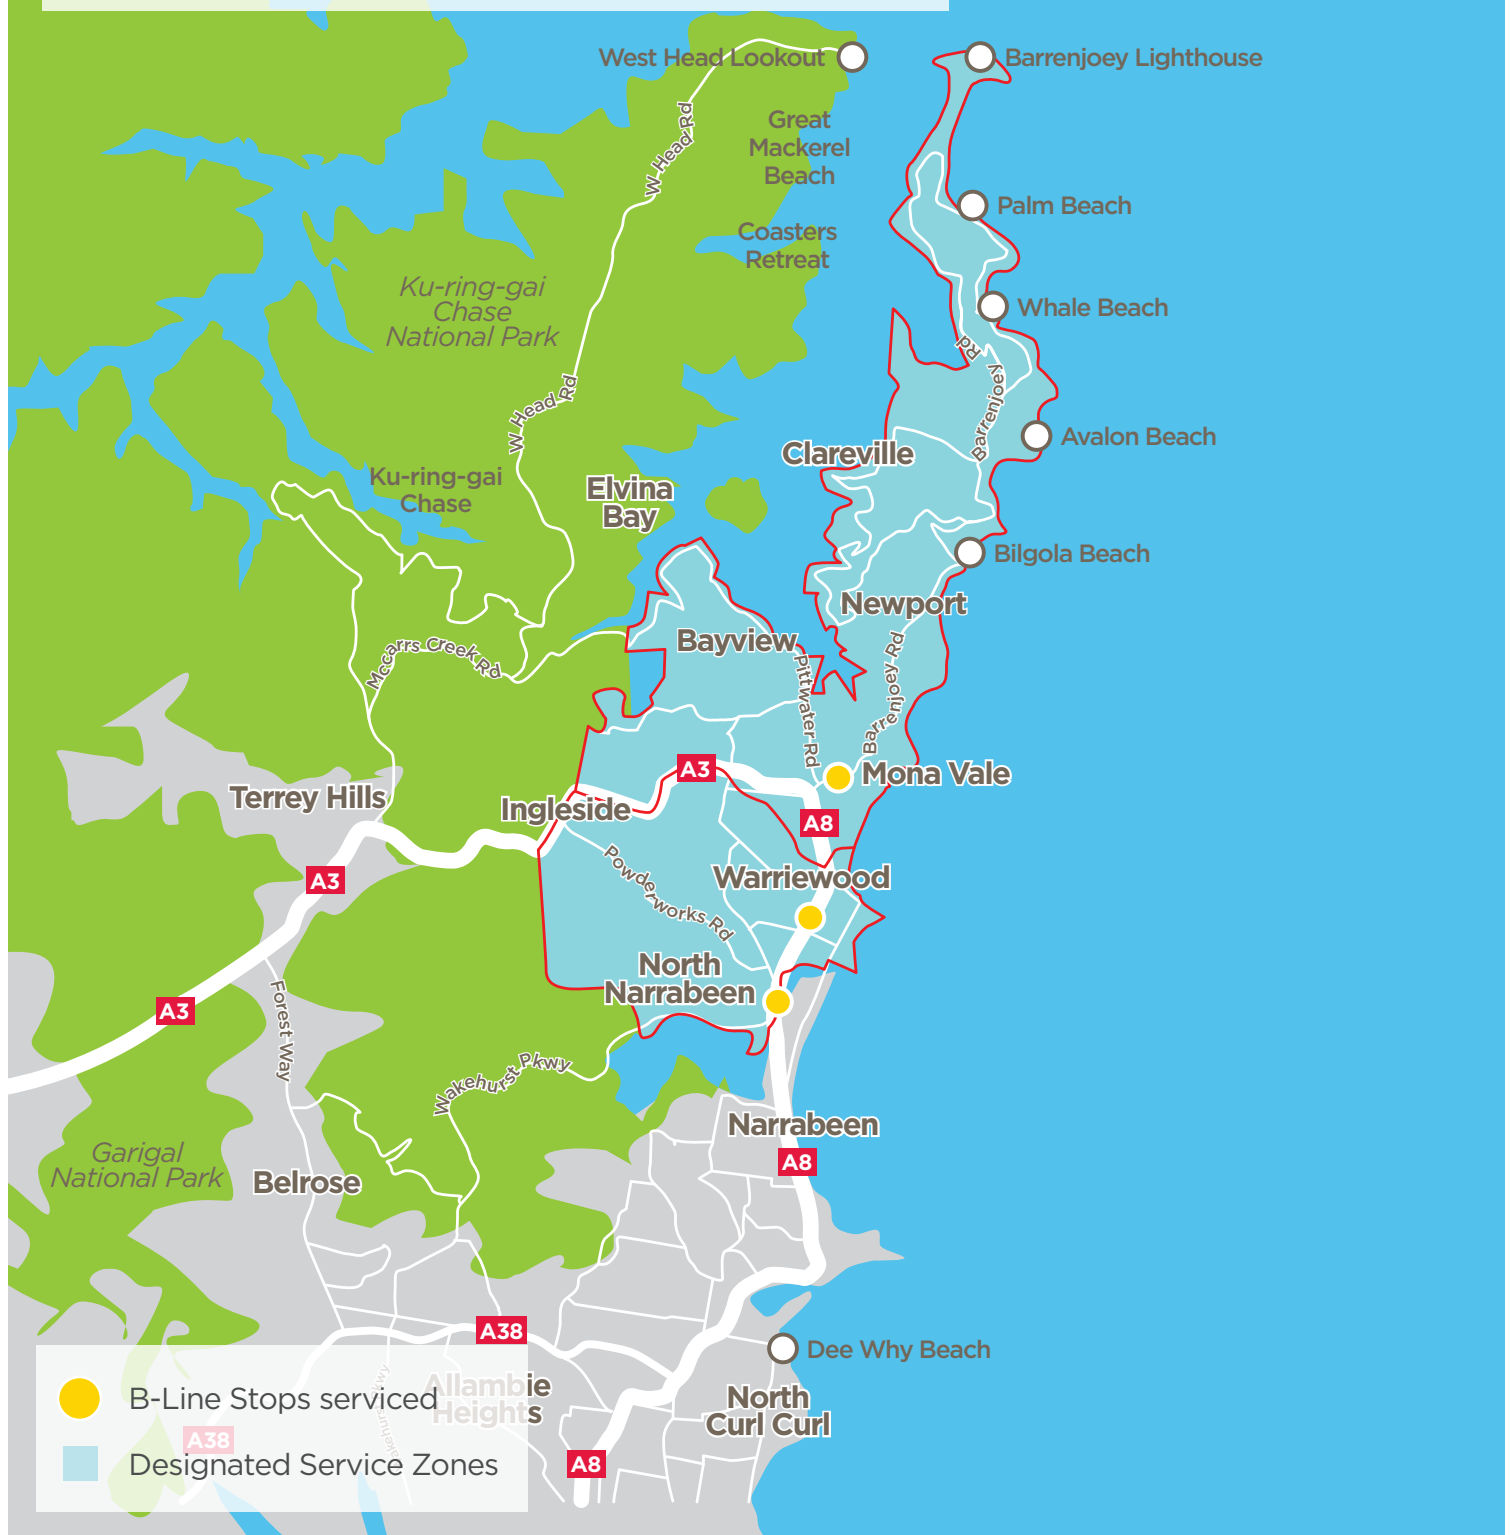 West Head Lookout
Barrenjoey Lighthouse
W Head Rd
Great
Mackerel
Beach
Palm Beach
Coasters
Retreat
Ku-ring-gai
Chase
National Park
Whale Beach
Barrenjoey Rd
W Head Rd
Avalon Beach
Clareville
Ku-ring-gai
Chase
Elvina
Bay
Bilgola Beach
Newport
Bayview
Mccarrs Creek Rd
Pittwater Rd
Barrenjoey Rd
A3
Mona Vale
Terrey Hills
Ingleside
A8
Powderworks Rd
Warriewood
A3
North
Narrabeen
A3
Forest Way
Wakehurst Pkwy
Narrabeen
Garigal
National Park
A8
Belrose
A38
Dee Why Beach
Allambie
Heights
North
Curl Curl
B-Line Stops serviced
A38
A8
Designated Service Zones